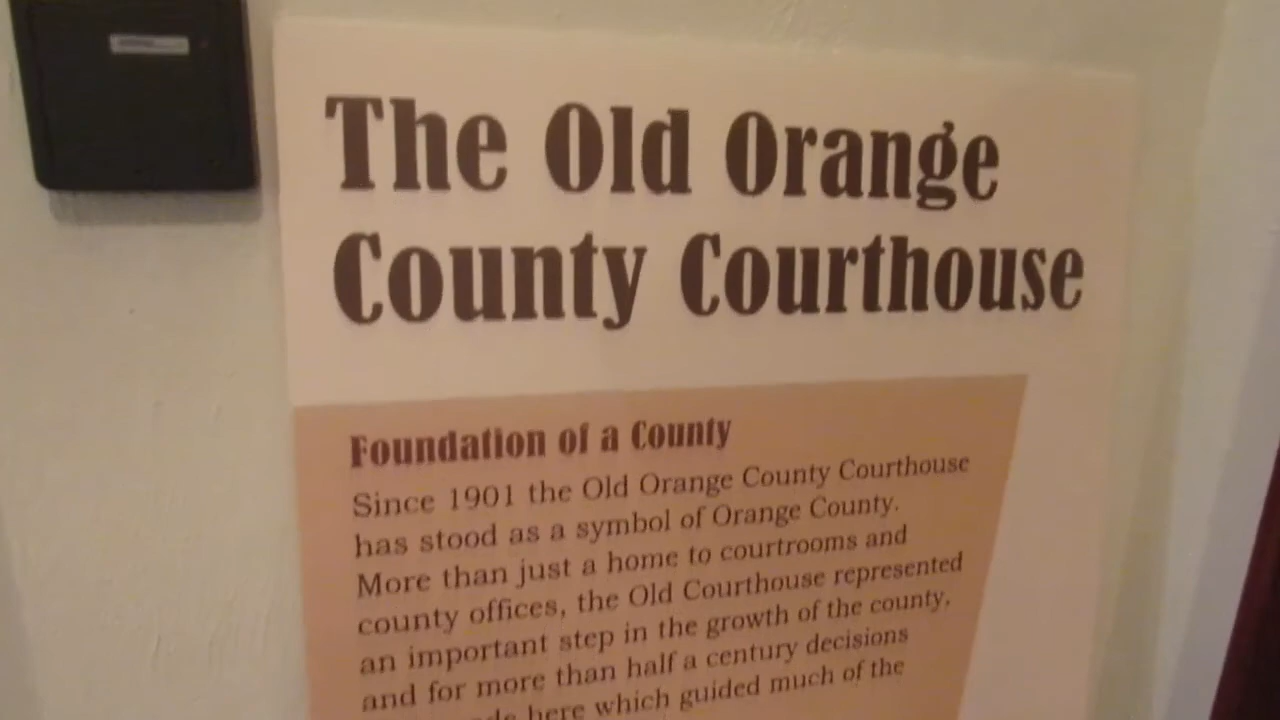 The Old Orange
County Courthouse
Foundation of a County
Since 1901 the Old Orange County Courthouse
has stood as a symbol of Orange County.
More than just a home to courtrooms and
county offices, the Old Courthouse represented
an important step in the growth of the county,
and for more than half a century decisions
here which guided much of the